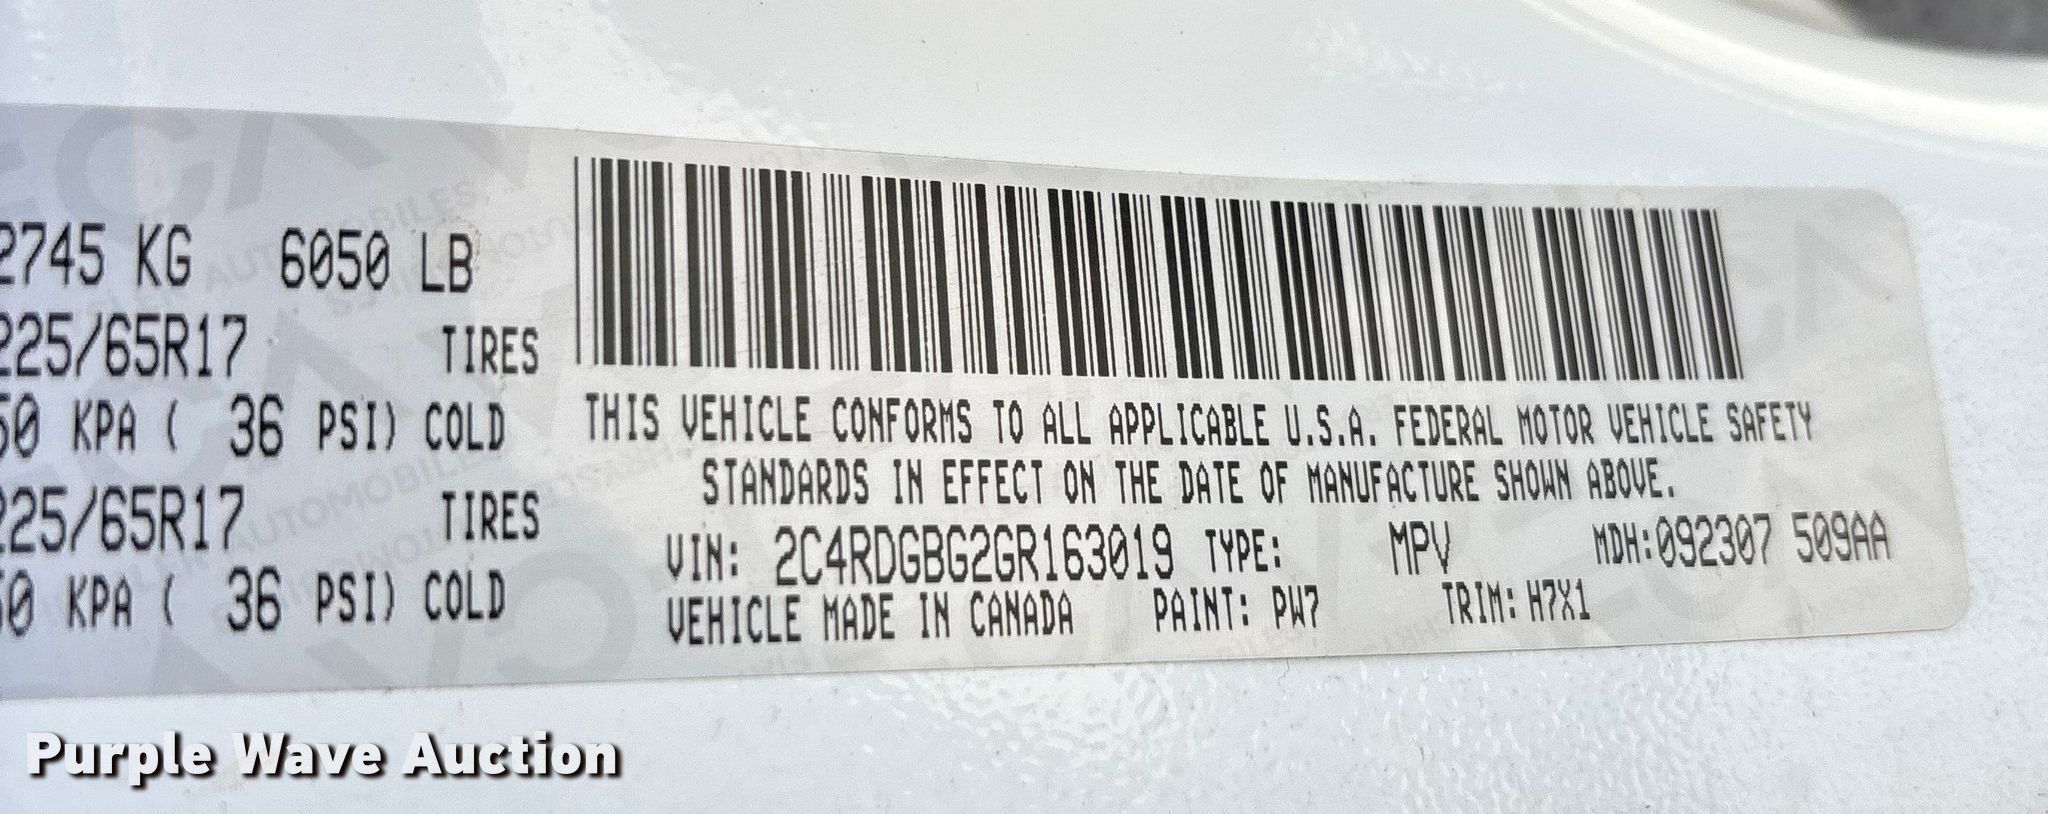 2745 KG 6050 LB
225/65R17 TIRES
50 KPA ( 36 PSI) COLD
225/65R17 TIRES
50 KPA ( 36 PSI) COLD
THIS VEHICLE CONFORMS TO ALL APPLICABLE U.S.A. FEDERAL MOTOR VEHICLE SAFETY
STANDARDS IN EFFECT ON THE DATE OF MANUFACTURE SHOWN ABOVE.
VIN: 2C4RDGBG2GR163019 TYPE: MPV MDH:092307 509AA
VEHICLE MADE IN CANADA PAINT: PW7 TRIM: H7X1
Purple Wave Auction